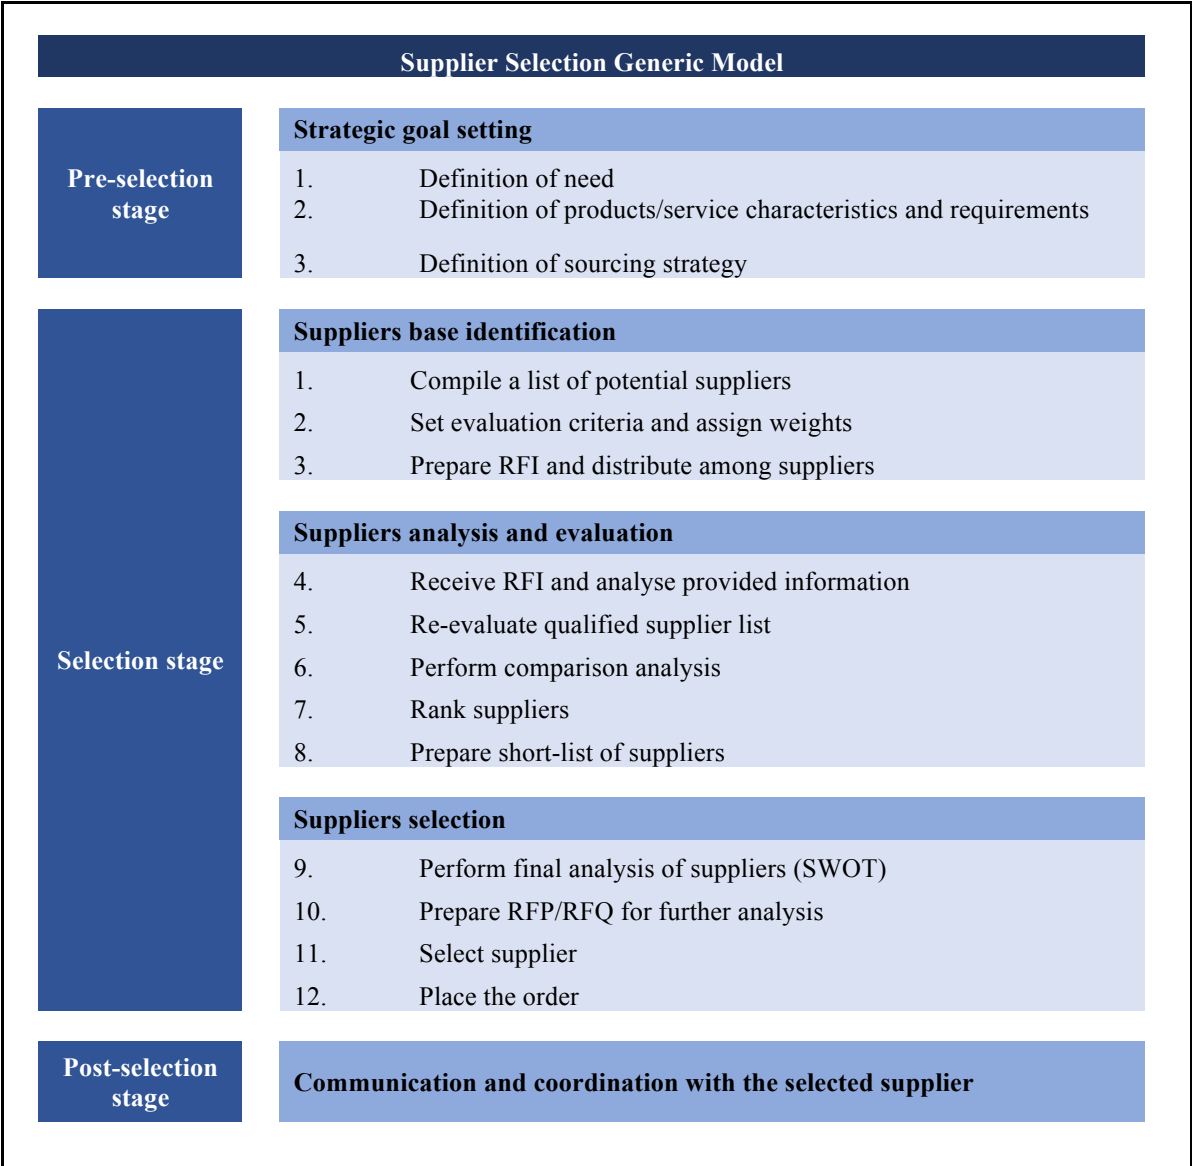 Supplier Selection Generic Model
Pre-selection
stage
Strategic goal setting
1. Definition of need
2. Definition of products/service characteristics and requirements
3. Definition of sourcing strategy
Selection stage
Suppliers base identification
1. Compile a list of potential suppliers
2. Set evaluation criteria and assign weights
3. Prepare RFI and distribute among suppliers
Suppliers analysis and evaluation
4. Receive RFI and analyse provided information
5. Re-evaluate qualified supplier list
6. Perform comparison analysis
7. Rank suppliers
8. Prepare short-list of suppliers
Suppliers selection
9. Perform final analysis of suppliers (SWOT)
10. Prepare RFP/RFQ for further analysis
11. Select supplier
12. Place the order
Post-selection
stage
Communication and coordination with the selected supplier